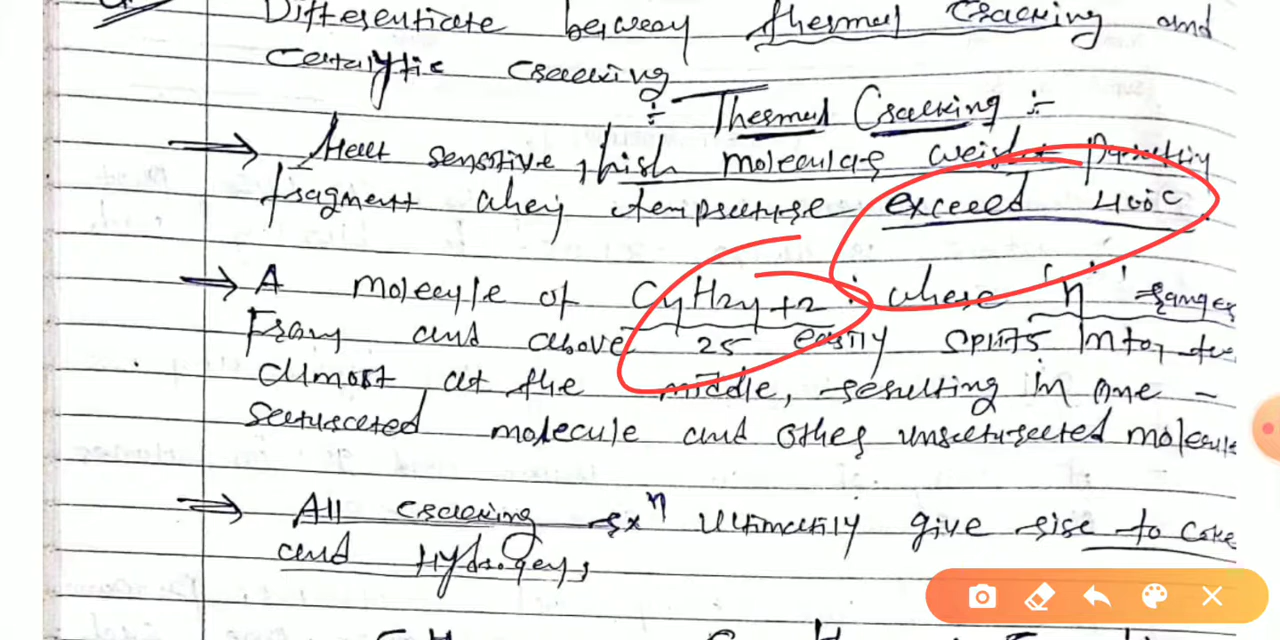 Differentiate between thermal Cracking and
Catalytic cracking
÷ Thermal Cracking :-
⇒ Heat sensitive, high molecular weight
fragment when temperature exceed 400°c
⇒ A molecule of CnH2n+2 : where 'n' ranges
From and above 25 easily splits into
almost at the middle, resulting in one -
saturated molecule and other unsaturated molecule
⇒ All cracking rxn Ultimately give rise to Coke
and Hydrogen,